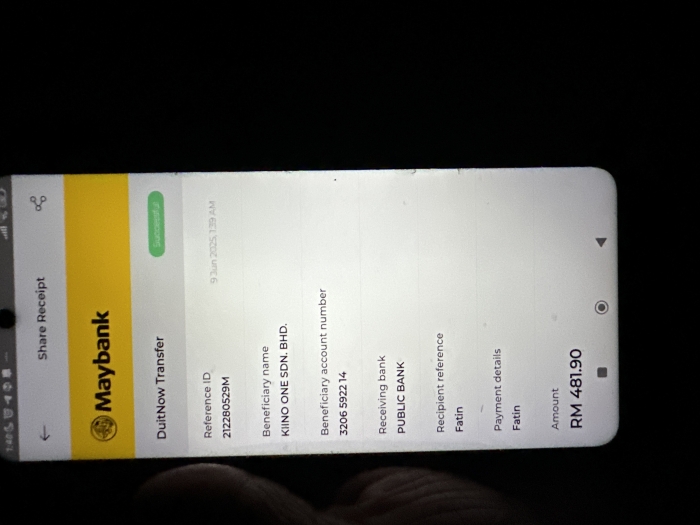 Share Receipt
Maybank
DuitNow Transfer
Successful
Reference ID
9 Jun 2025, 1:39 AM
212280529M
Beneficiary name
KIINO ONE SDN. BHD.
Beneficiary account number
3206 5922 14
Receiving bank
PUBLIC BANK
Recipient reference
Fatin
Payment details
Fatin
Amount
RM 481.90